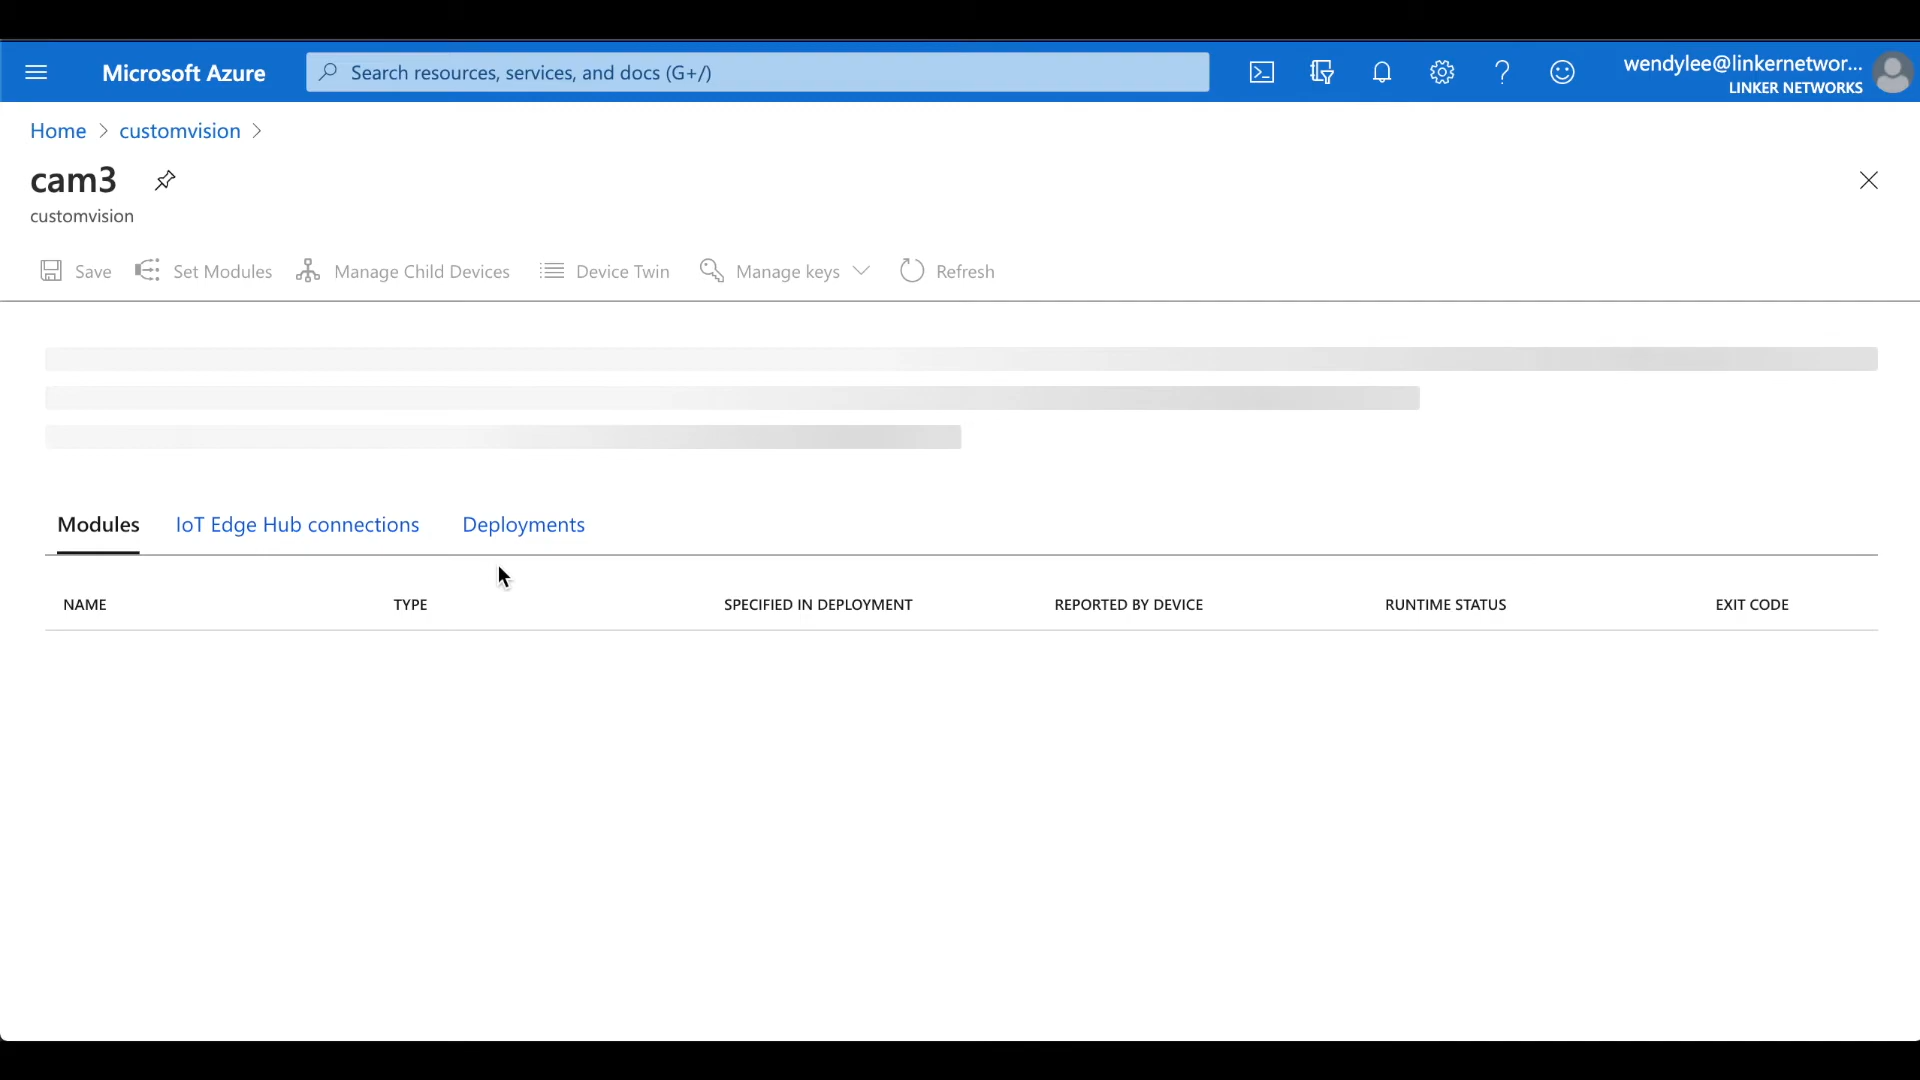 Microsoft Azure
Search resources, services, and docs (G+/)
wendylee@linkernetwor...
LINKER NETWORKS
Home > customvision >
cam3
customvision
Save Set Modules Manage Child Devices Device Twin Manage keys Refresh
Modules IoT Edge Hub connections Deployments
NAME TYPE SPECIFIED IN DEPLOYMENT REPORTED BY DEVICE RUNTIME STATUS EXIT CODE